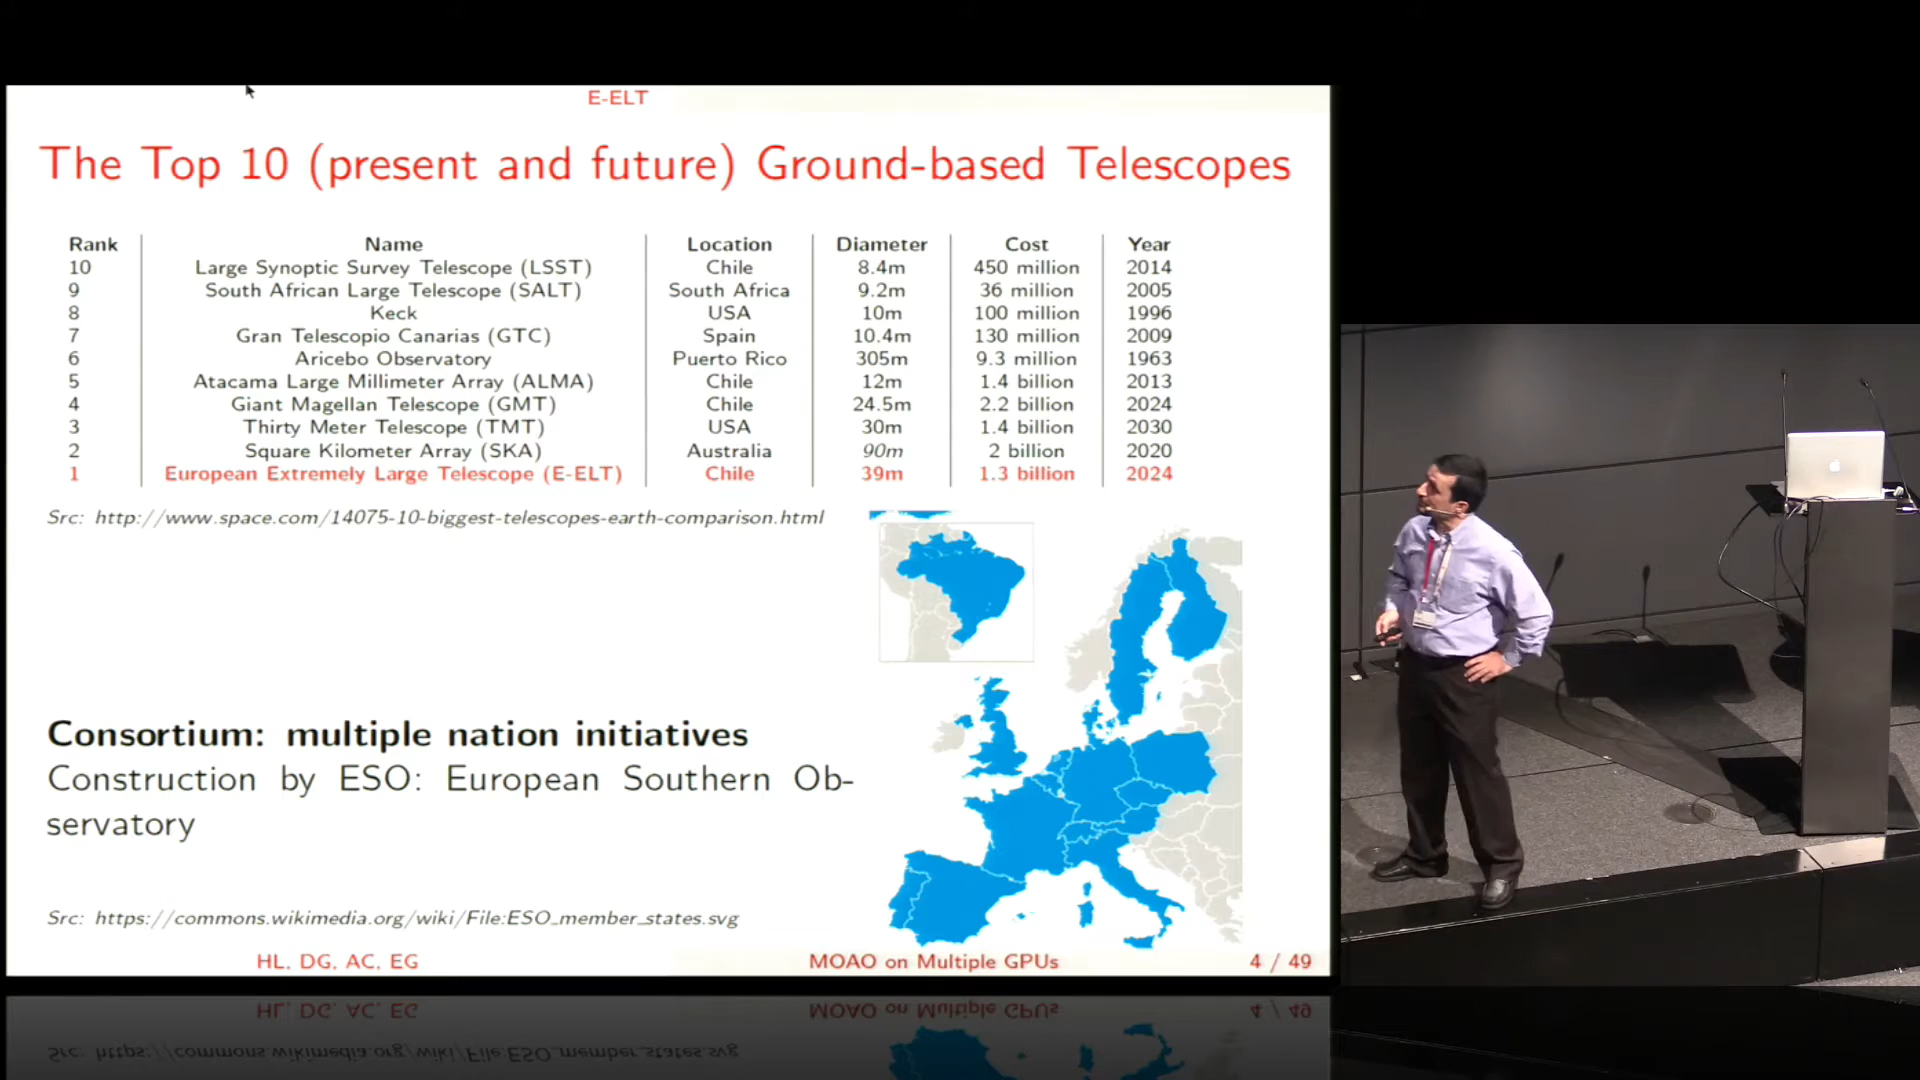 E-ELT
The Top 10 (present and future) Ground-based Telescopes
Rank Name Location Diameter Cost Year
10 Large Synoptic Survey Telescope (LSST) Chile 8.4m 450 million 2014
9 South African Large Telescope (SALT) South Africa 9.2m 36 million 2005
8 Keck USA 10m 100 million 1996
7 Gran Telescopio Canarias (GTC) Spain 10.4m 130 million 2009
6 Aricebo Observatory Puerto Rico 305m 9.3 million 1963
5 Atacama Large Millimeter Array (ALMA) Chile 12m 1.4 billion 2013
4 Giant Magellan Telescope (GMT) Chile 24.5m 2.2 billion 2024
3 Thirty Meter Telescope (TMT) USA 30m 1.4 billion 2030
2 Square Kilometer Array (SKA) Australia 90m 2 billion 2020
1 European Extremely Large Telescope (E-ELT) Chile 39m 1.3 billion 2024
Src: http://www.space.com/14075-10-biggest-telescopes-earth-comparison.html
Consortium: multiple nation initiatives
Construction by ESO: European Southern Ob-
servatory
Src: https://commons.wikimedia.org/wiki/File:ESO_member_states.svg
HL, DG, AC, EG MOAO on Multiple GPUs 4 / 49